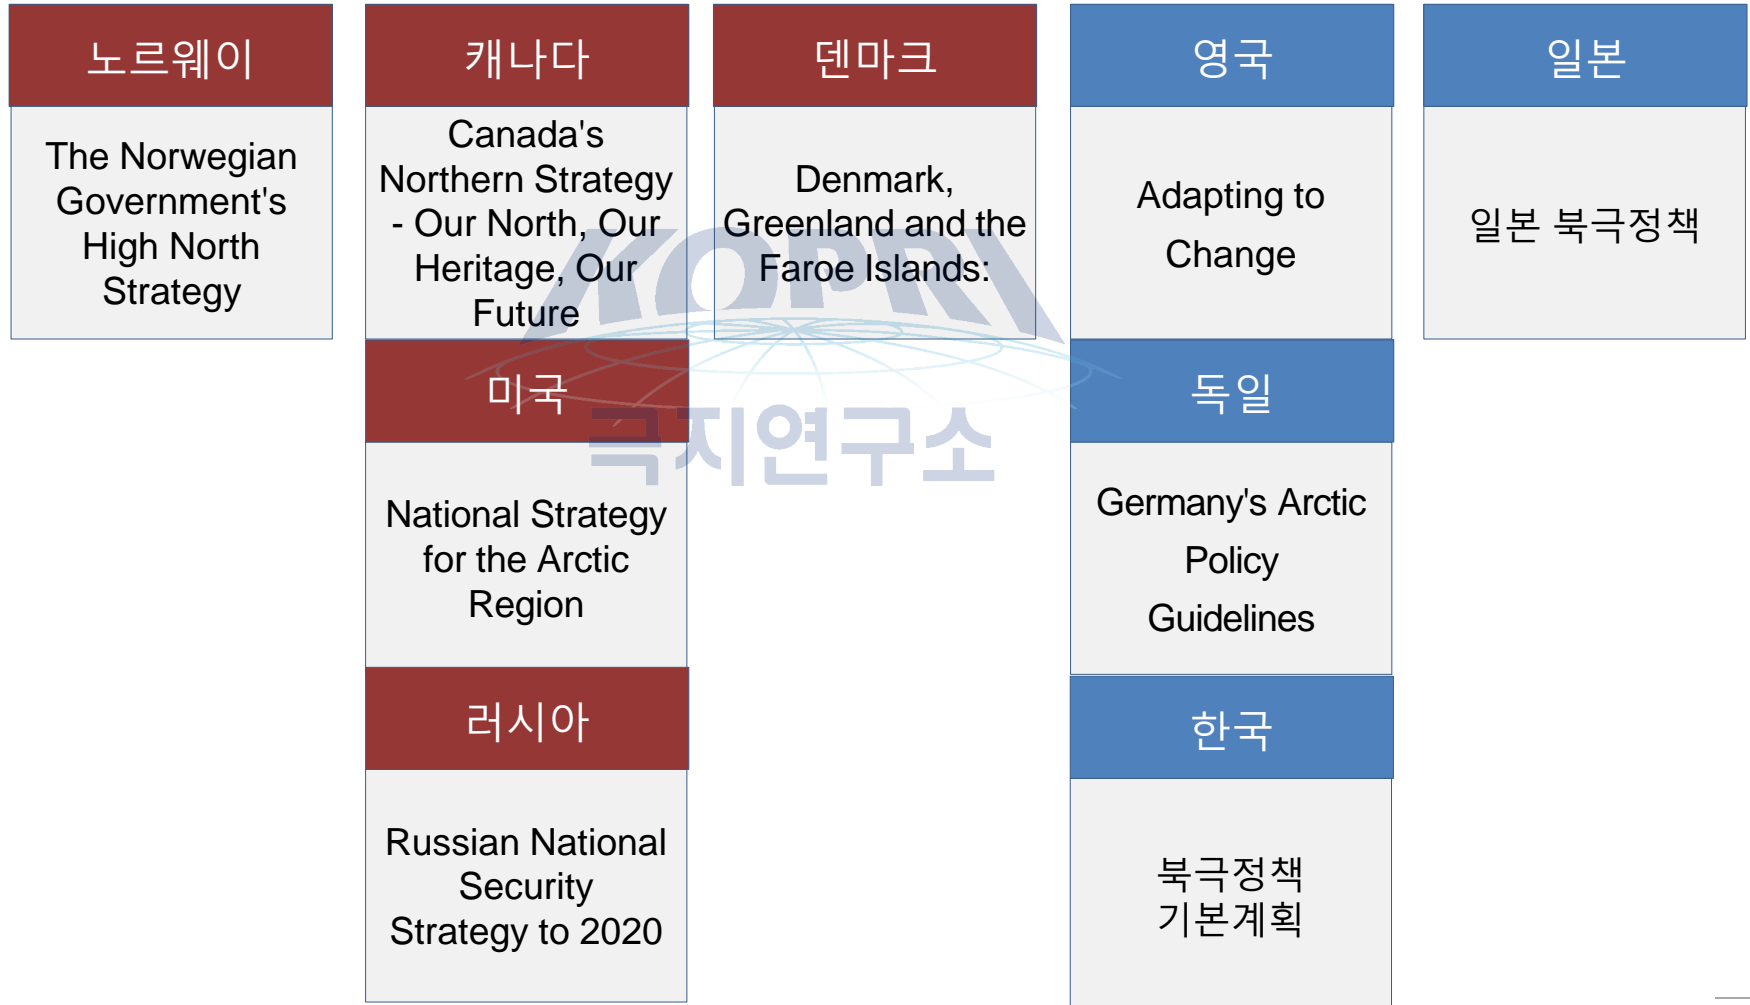 노르웨이
The Norwegian
Government's
High North
Strategy
캐나다
Canada's
Northern Strategy
- Our North, Our
Heritage, Our
Future
덴마크
Denmark,
Greenland and the
Faroe Islands:
영국
Adapting to
Change
일본
일본 북극정책
미국
National Strategy
for the Arctic
Region
독일
Germany's Arctic
Policy
Guidelines
러시아
Russian National
Security
Strategy to 2020
한국
북극정책
기본계획
KOPRI
극지연구소